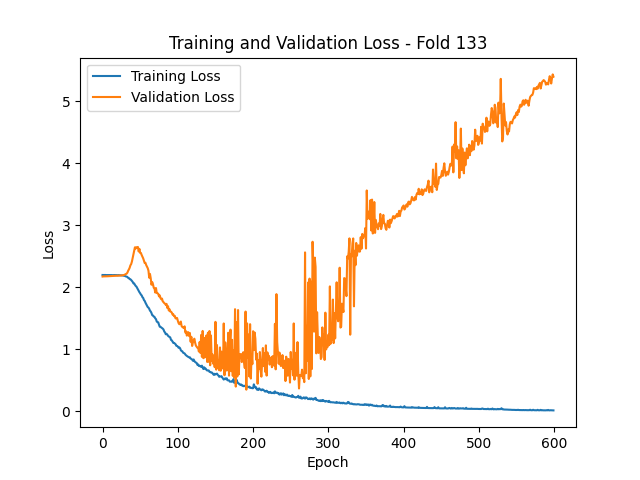 Training and Validation Loss - Fold 133
Training Loss
Validation Loss
Loss
5
4
3
2
1
0
0 100 200 300 400 500 600
Epoch